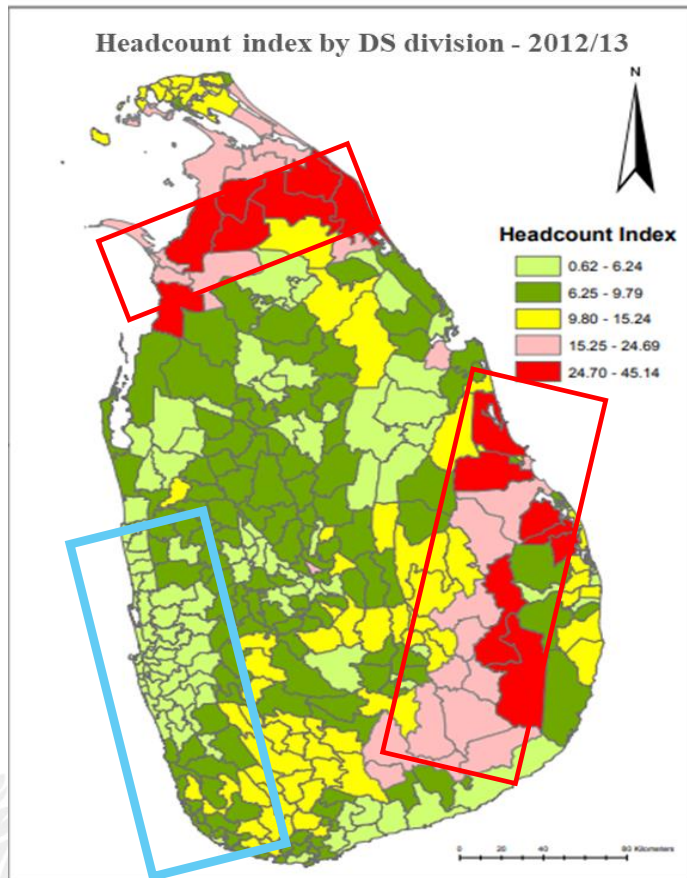 Headcount index by DS division - 2012/13
N
Headcount Index
0.62 - 6.24
6.25 - 9.79
9.80 - 15.24
15.25 - 24.69
24.70 - 45.14
0 20 40 80 Kilometers